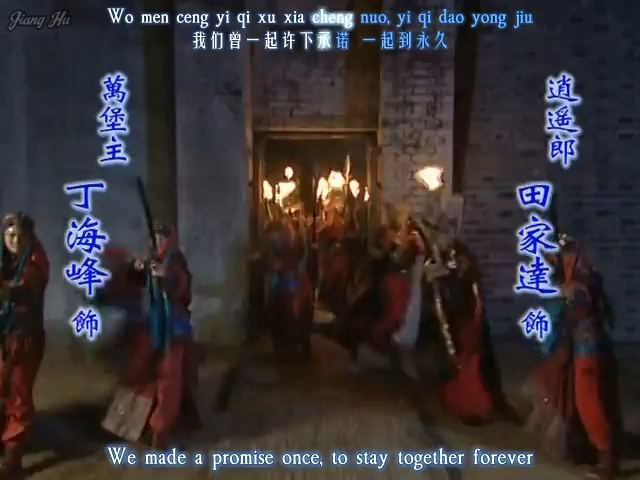 Jiang Hu
Wo men ceng yi qi xu xia cheng nuo, yi qi dao yong jiu
我们曾一起许下承诺 一起到永久
萬堡主
丁海峰 飾
逍遥郎
田家達 飾
We made a promise once, to stay together forever